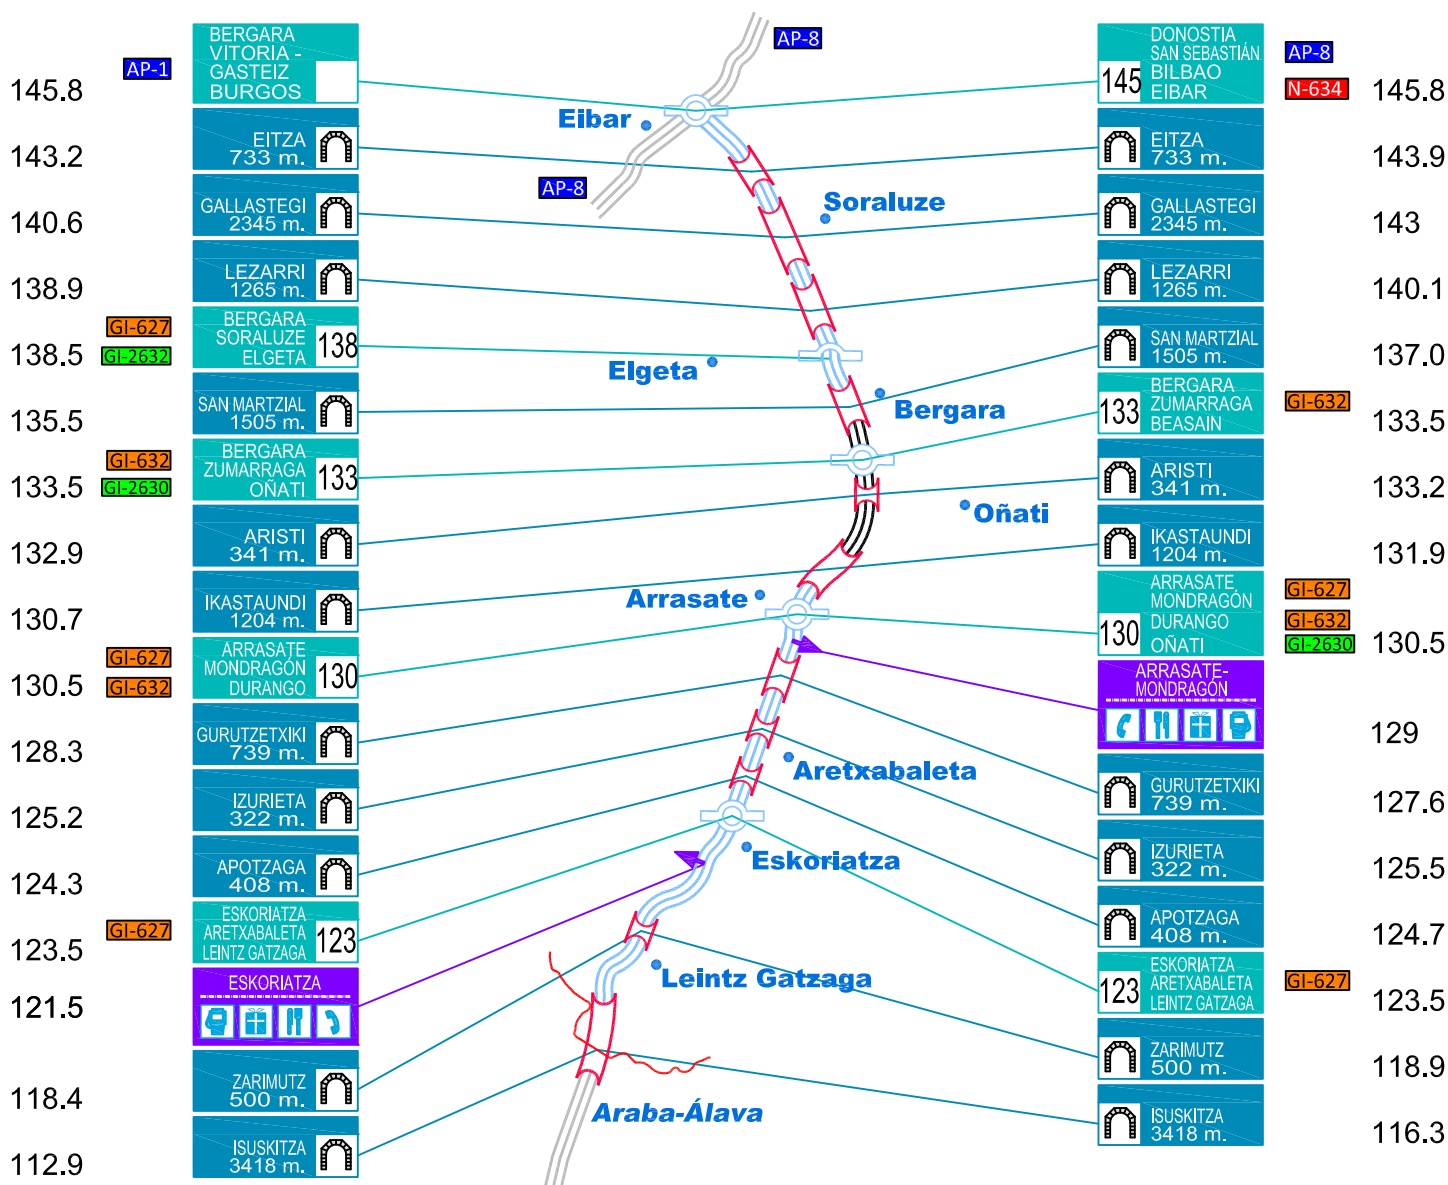 145.8
AP-1
BERGARA
VITORIA -
GASTEIZ
BURGOS
143.2
EITZA
733 m.
140.6
GALLASTEGI
2345 m.
138.9
LEZARRI
1265 m.
138.5
GI-627
GI-2632
BERGARA
SORALUZE
ELGETA
138
135.5
SAN MARTZIAL
1505 m.
133.5
GI-632
GI-2630
BERGARA
ZUMARRAGA
OÑATI
133
132.9
ARISTI
341 m.
130.7
IKASTAUNDI
1204 m.
130.5
GI-627
GI-632
ARRASATE
MONDRAGÓN
DURANGO
130
128.3
GURUTZETXIKI
739 m.
125.2
IZURIETA
322 m.
124.3
APOTZAGA
408 m.
123.5
GI-627
ESKORIATZA
ARETXABALETA
LEINTZ GATZAGA
123
121.5
ESKORIATZA
118.4
ZARIMUTZ
500 m.
112.9
ISUSKITZA
3418 m.
AP-8
Eibar
AP-8
Soraluze
Elgeta
Bergara
Oñati
Arrasate
Aretxabaleta
Eskoriatza
Leintz Gatzaga
Araba-Álava
145
DONOSTIA
SAN SEBASTIÁN
BILBAO
EIBAR
AP-8
N-634
145.8
EITZA
733 m.
143.9
GALLASTEGI
2345 m.
143
LEZARRI
1265 m.
140.1
SAN MARTZIAL
1505 m.
137.0
133
BERGARA
ZUMARRAGA
BEASAIN
GI-632
133.5
ARISTI
341 m.
133.2
IKASTAUNDI
1204 m.
131.9
130
ARRASATE
MONDRAGÓN
DURANGO
OÑATI
GI-627
GI-632
GI-2630
130.5
ARRASATE-
MONDRAGÓN
129
GURUTZETXIKI
739 m.
127.6
IZURIETA
322 m.
125.5
APOTZAGA
408 m.
124.7
123
ESKORIATZA
ARETXABALETA
LEINTZ GATZAGA
GI-627
123.5
ZARIMUTZ
500 m.
118.9
ISUSKITZA
3418 m.
116.3